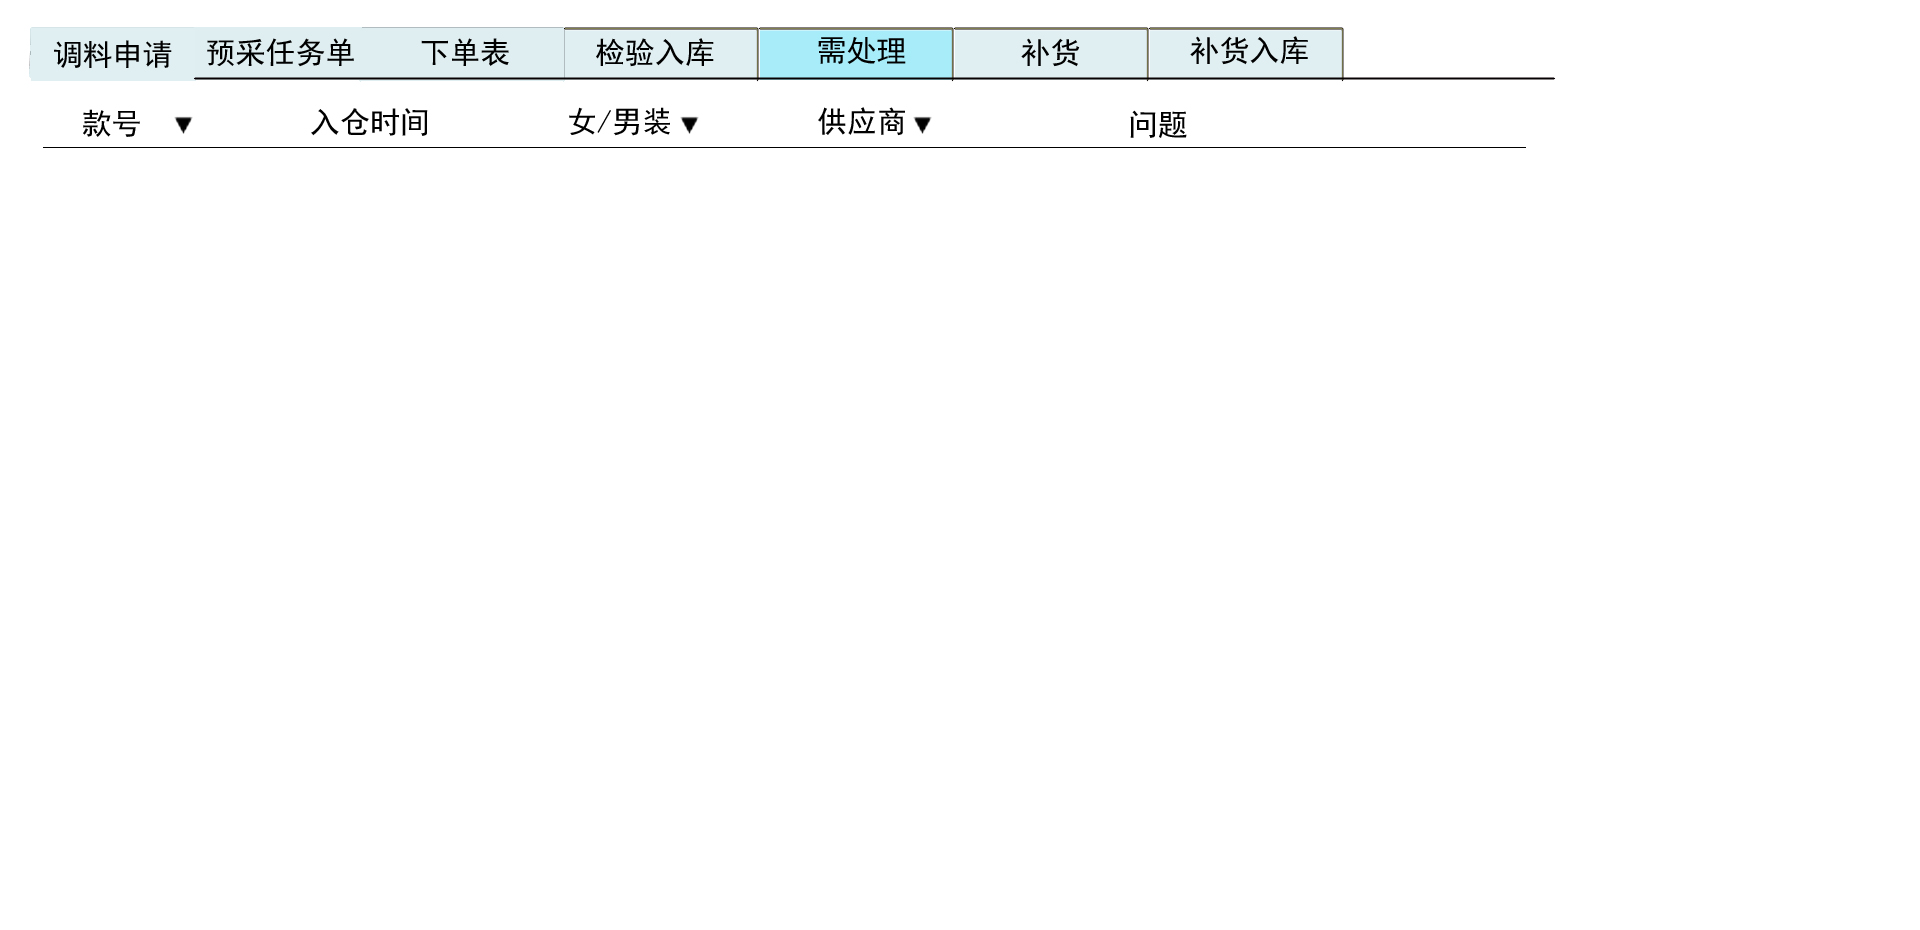 调料申请 预采任务单 下单表 检验入库 需处理 补货 补货入库
款号 ▼ 入仓时间 女/男装 ▼ 供应商 ▼ 问题